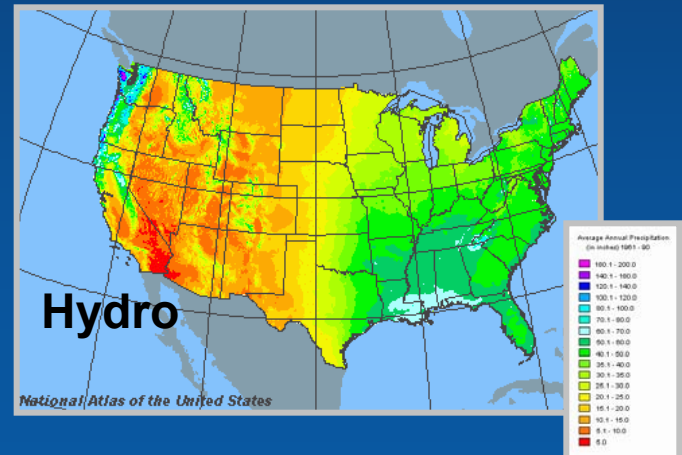 Hydro
National Atlas of the United States
Average Annual Precipitation
(in inches) 1961 - 90
180.1 - 200.0
140.1 - 180.0
120.1 - 140.0
100.1 - 120.0
80.1 - 100.0
70.1 - 80.0
60.1 - 70.0
50.1 - 60.0
40.1 - 50.0
35.1 - 40.0
30.1 - 35.0
25.1 - 30.0
20.1 - 25.0
15.1 - 20.0
10.1 - 15.0
5.1 - 10.0
5.0